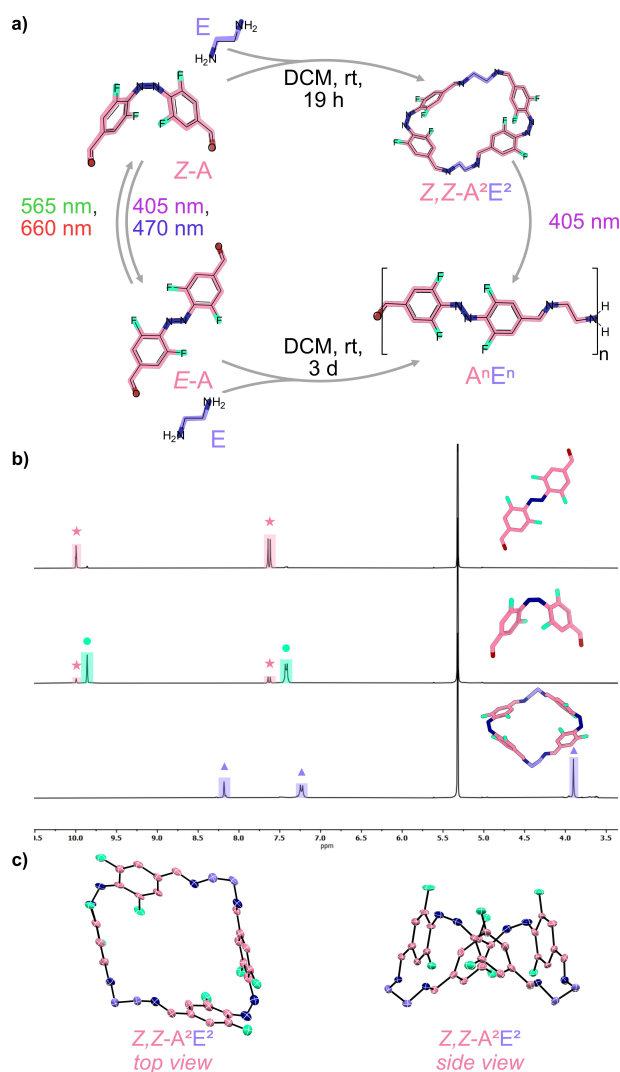 a)
E
NH₂
H₂N
DCM, rt,
19 h
F
N N
F
F
F
O
O
Z-A
N N
F F
F
N
N
F
F
N N
Z,Z-A²E²
565 nm,
660 nm
405 nm,
470 nm
405 nm
O
F
F
N N
F
F
O
E-A
NH₂
H₂N
E
DCM, rt,
3 d
O
F
F
N N
F
F
N
N
H
H
n
AⁿEⁿ
b)
.5 10.0 9.5 9.0 8.5 8.0 7.5 7.0 6.5 6.0 5.5 5.0 4.5 4.0 3.5
ppm
c)
Z,Z-A²E²
top view
Z,Z-A²E²
side view